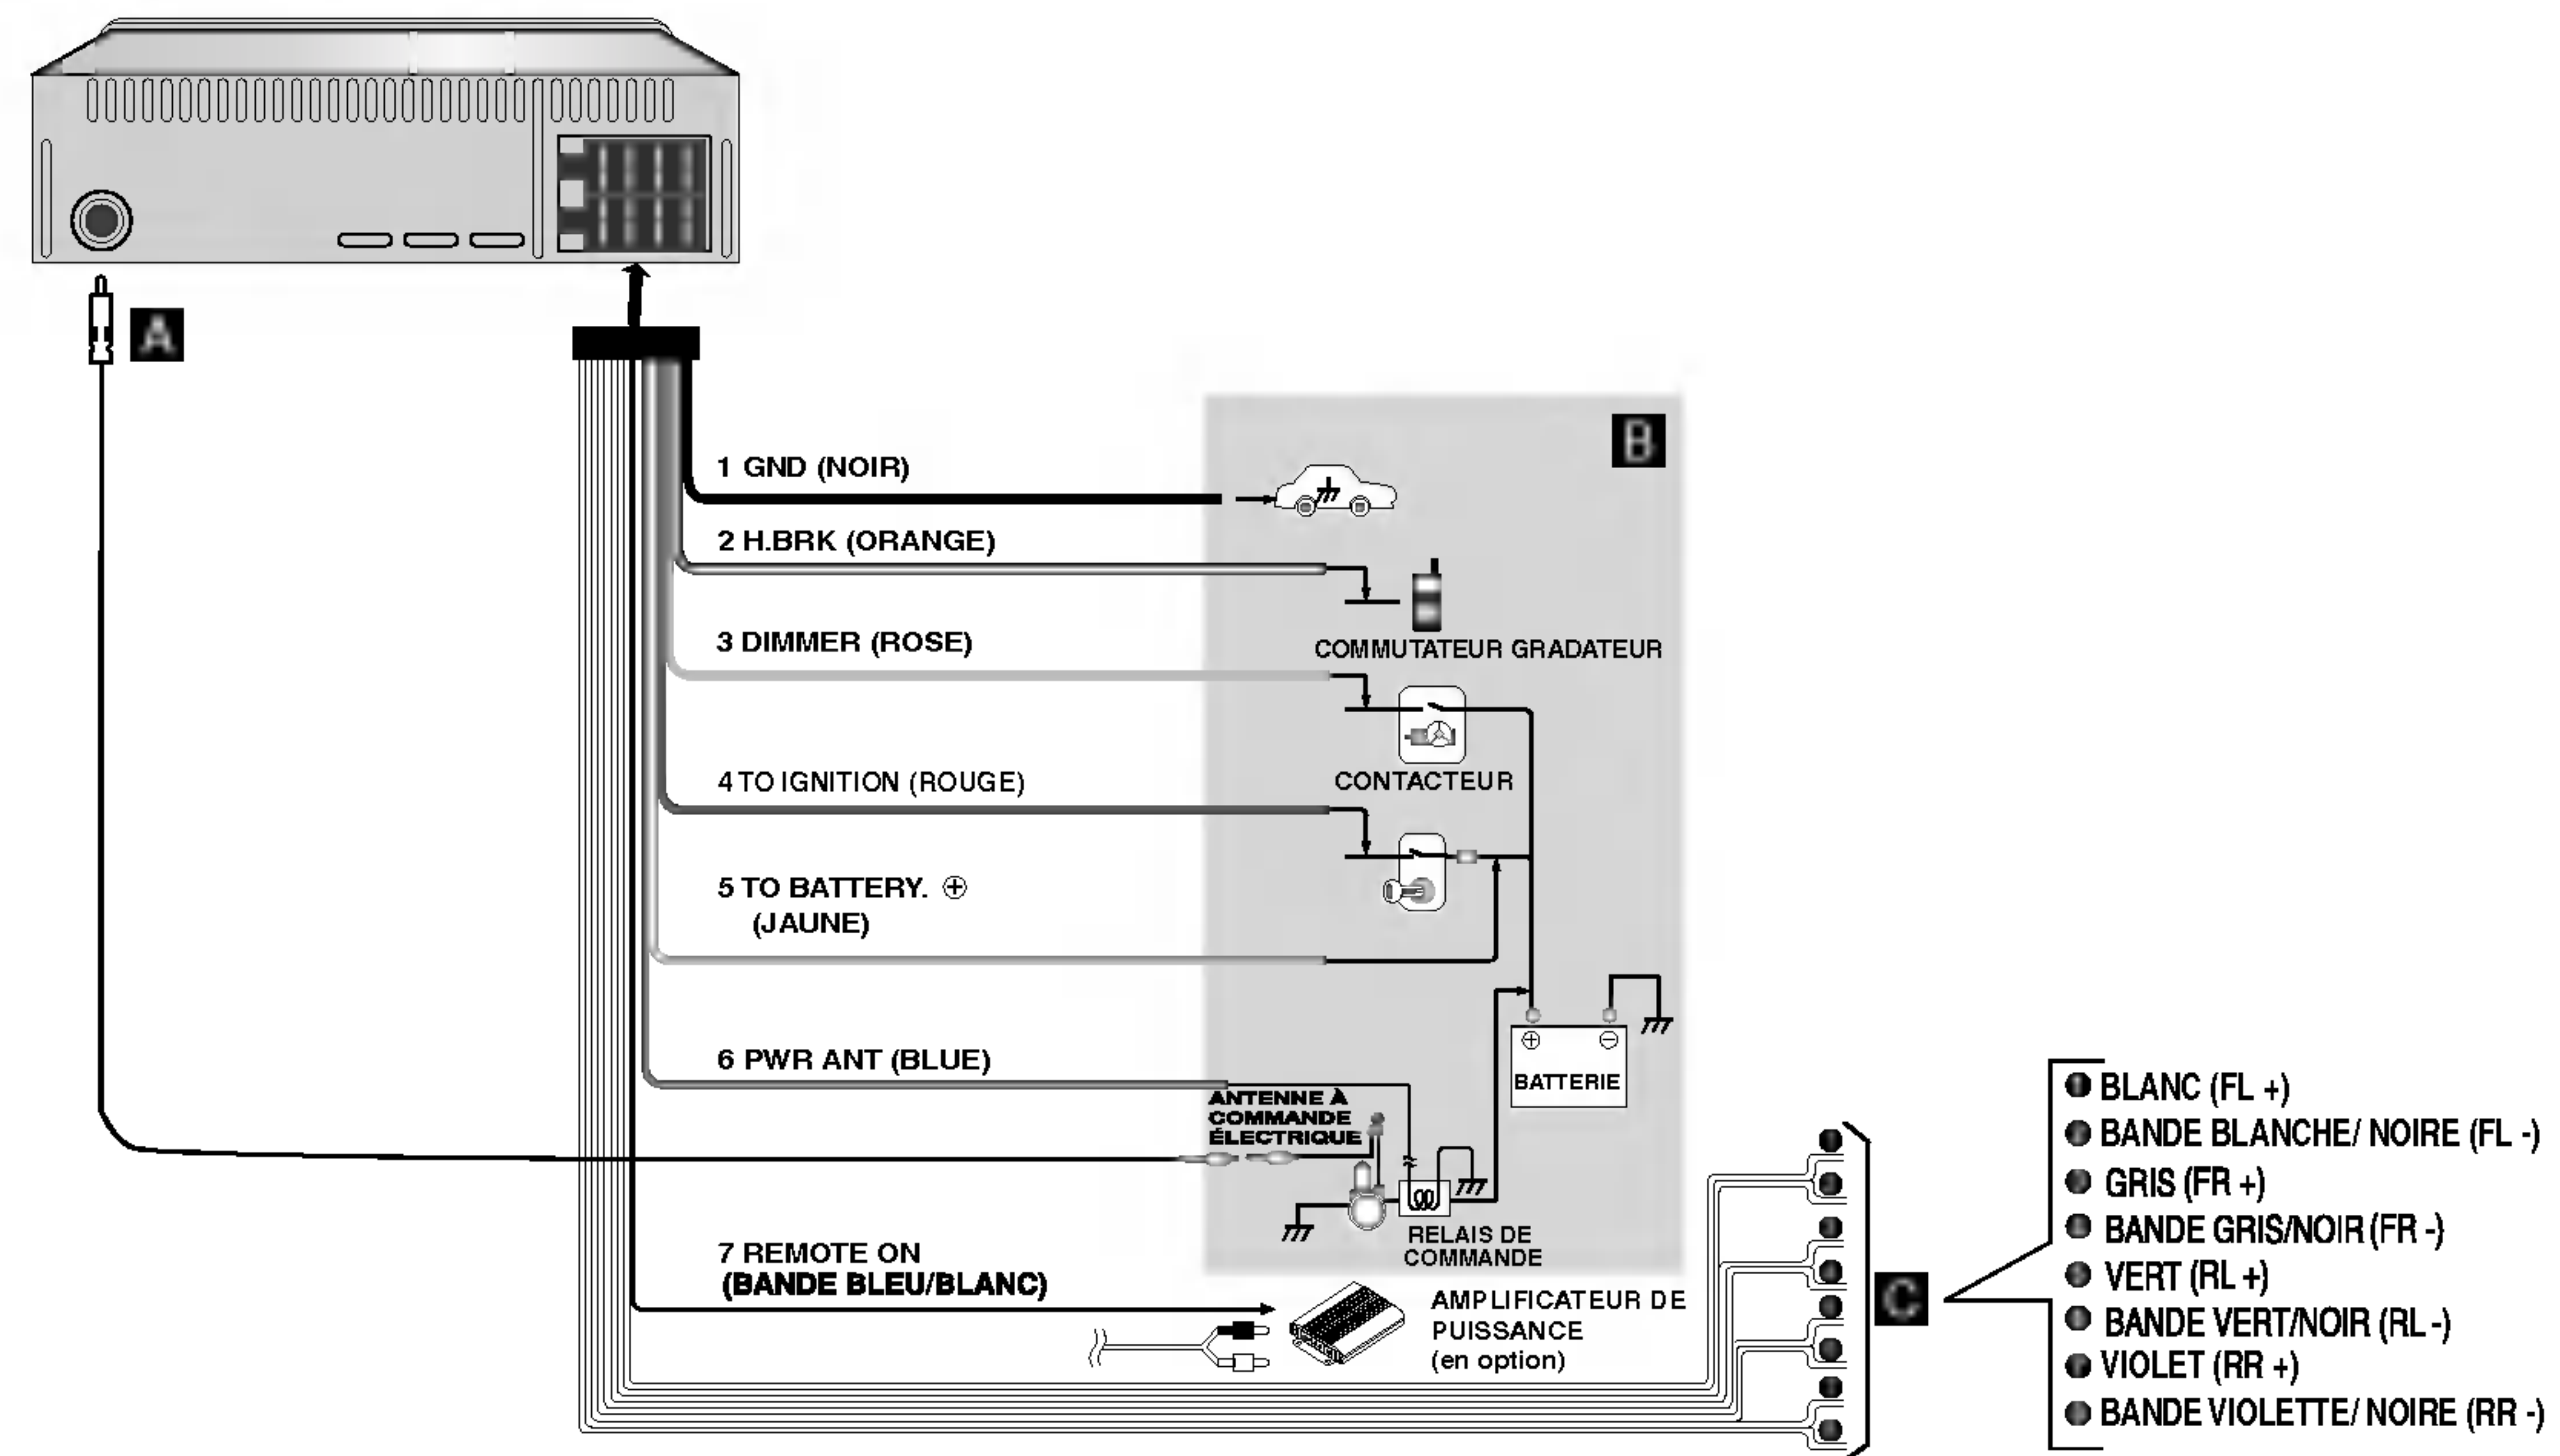 A
B
1 GND (NOIR)
2 H.BRK (ORANGE)
COMMUTATEUR GRADATEUR
3 DIMMER (ROSE)
CONTACTEUR
4 TO IGNITION (ROUGE)
5 TO BATTERY. ⊕
(JAUNE)
⊕ ⊖
BATTERIE
6 PWR ANT (BLUE)
ANTENNE À
COMMANDE
ÉLECTRIQUE
RELAIS DE
COMMANDE
7 REMOTE ON
(BANDE BLEU/BLANC)
AMPLIFICATEUR DE
PUISSANCE
(en option)
C
BLANC (FL +)
BANDE BLANCHE/ NOIRE (FL -)
GRIS (FR +)
BANDE GRIS/NOIR (FR -)
VERT (RL +)
BANDE VERT/NOIR (RL -)
VIOLET (RR +)
BANDE VIOLETTE/ NOIRE (RR -)